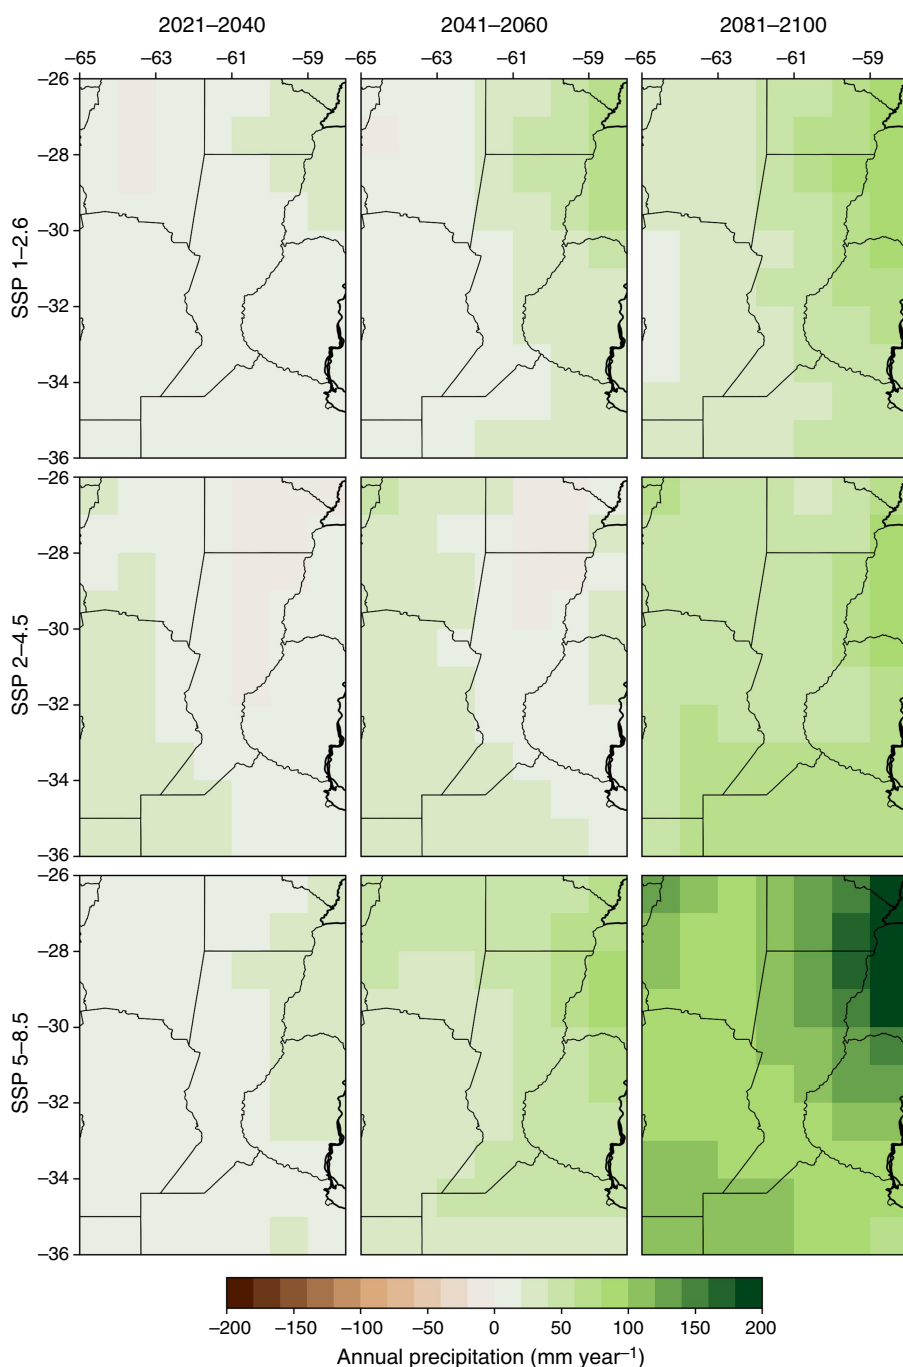 2021–2040 2041–2060 2081–2100
–65 –63 –61 –59 –65 –63 –61 –59 –65 –63 –61 –59
–26
–28
–30
–32
–34
–36
SSP 1–2.6
–26
–28
–30
–32
–34
–36
SSP 2–4.5
–26
–28
–30
–32
–34
–36
SSP 5–8.5
–200 –150 –100 –50 0 50 100 150 200
Annual precipitation (mm year–1)